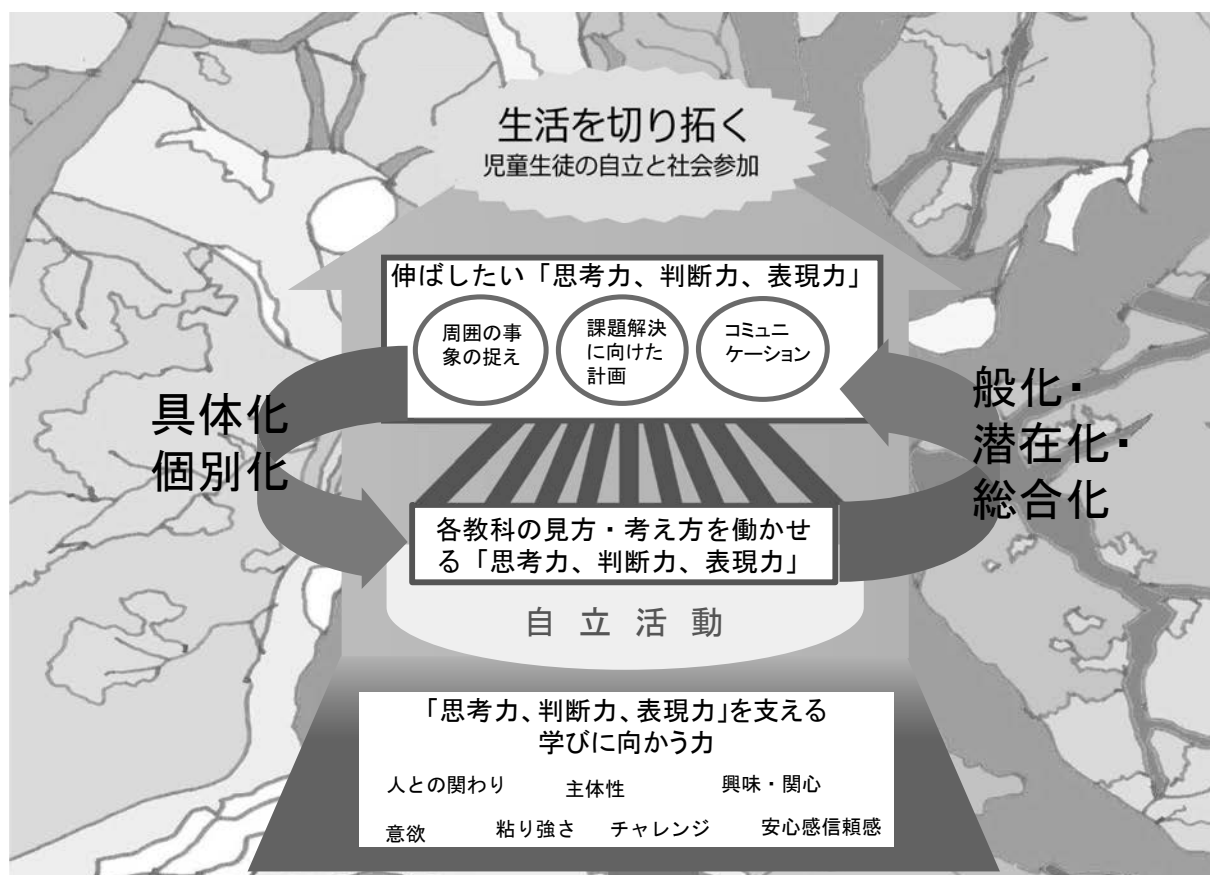 生活を切り拓く
児童生徒の自立と社会参加
伸ばしたい「思考力、判断力、表現力」
周囲の事
象の捉え
課題解決
に向けた
計画
コミュニ
ケーション
具体化
個別化
般化・
潜在化・
総合化
各教科の見方・考え方を働かせ
る「思考力、判断力、表現力」
自立活動
「思考力、判断力、表現力」を支える
学びに向かう力
人との関わり
主体性
興味・関心
意欲
粘り強さ
チャレンジ
安心感信頼感